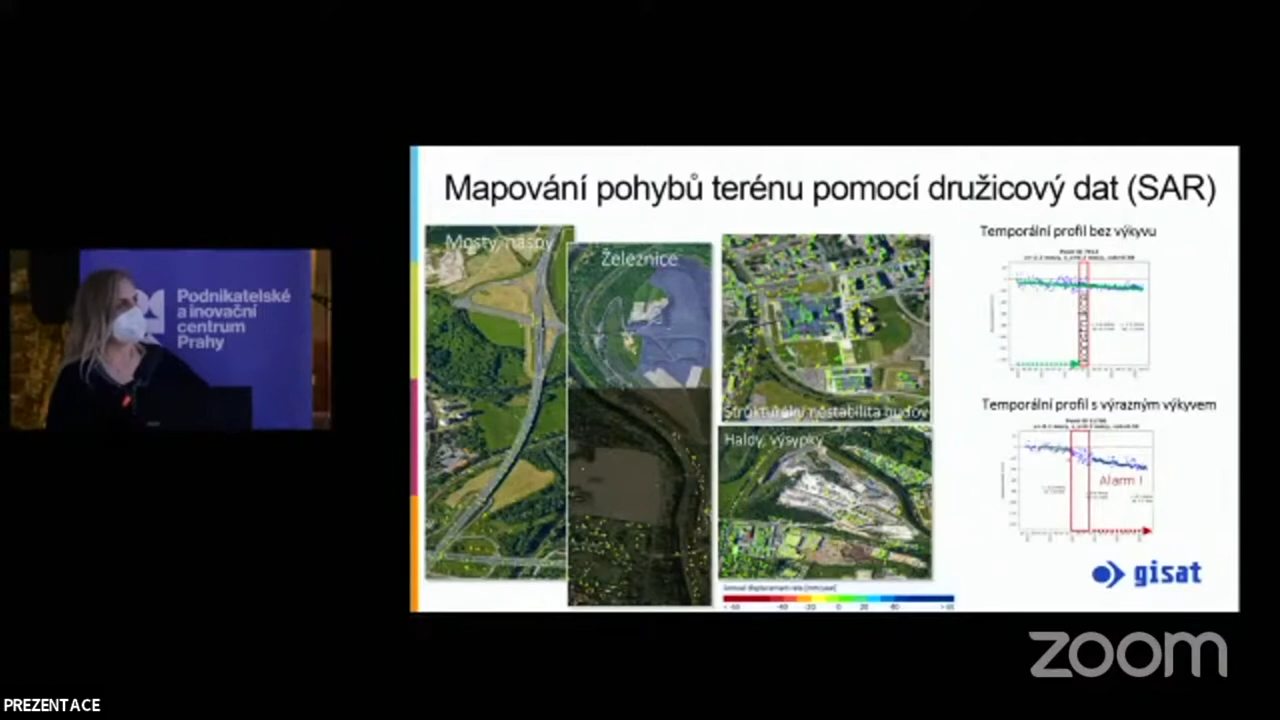 Podnikatelské
a inovační
centrum
Prahy
Mapování pohybů terénu pomocí družicový dat (SAR)
Mosty, náspy
Železnice
Strukturální nestabilita budov
Haldy, výsypky
Temporální profil bez výkyvu
Temporální profil s výrazným výkyvem
Alarm !
gisat
zoom
PREZENTACE